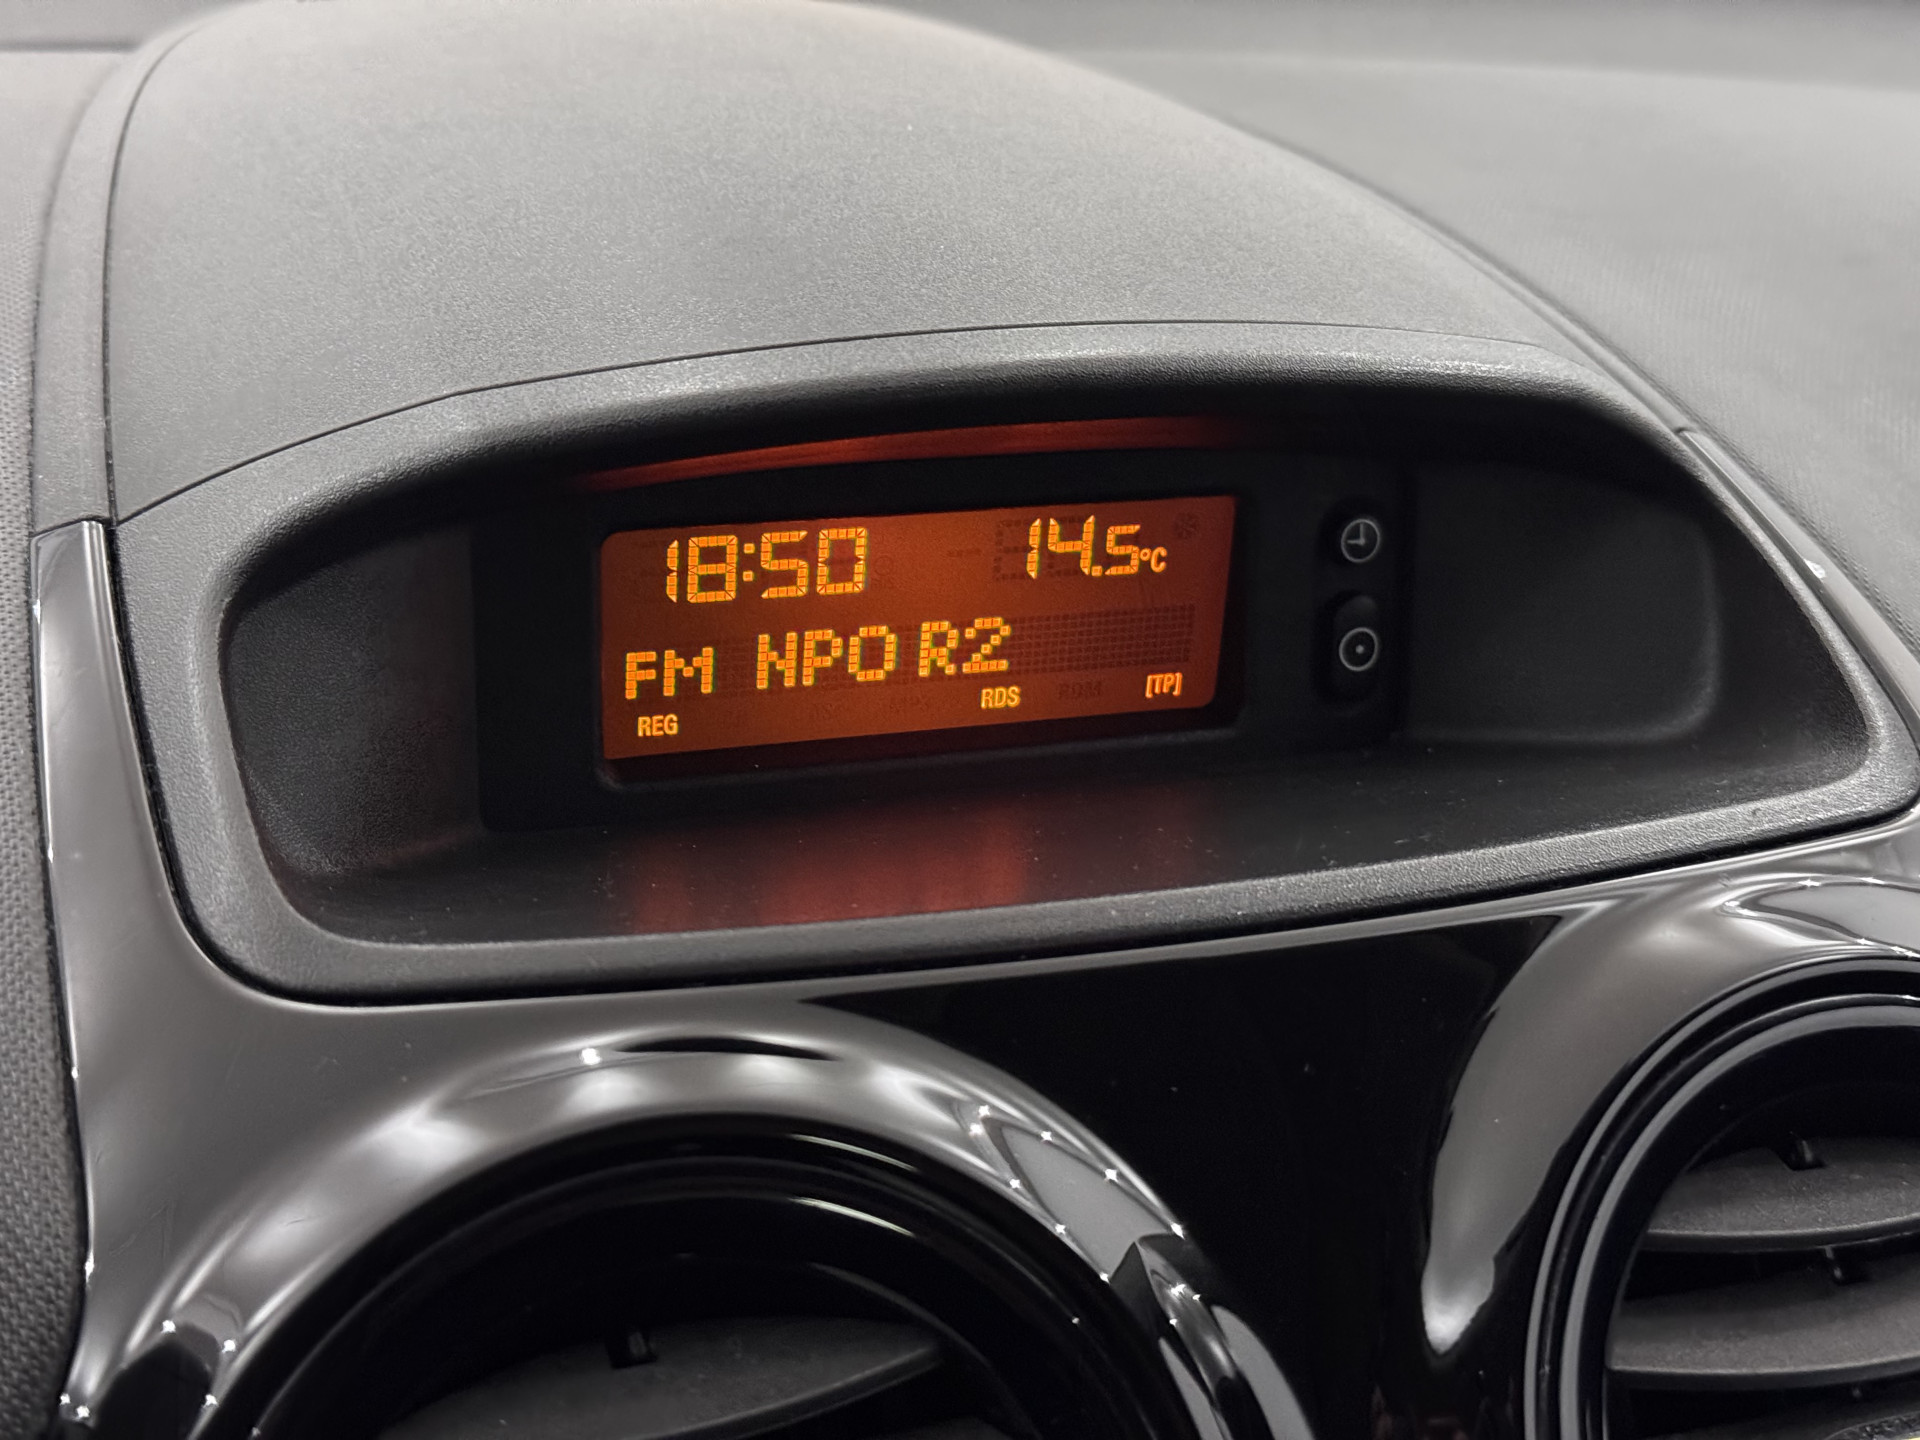 18:50 14.5°C
FM NPO R2
REG RDS [TP]